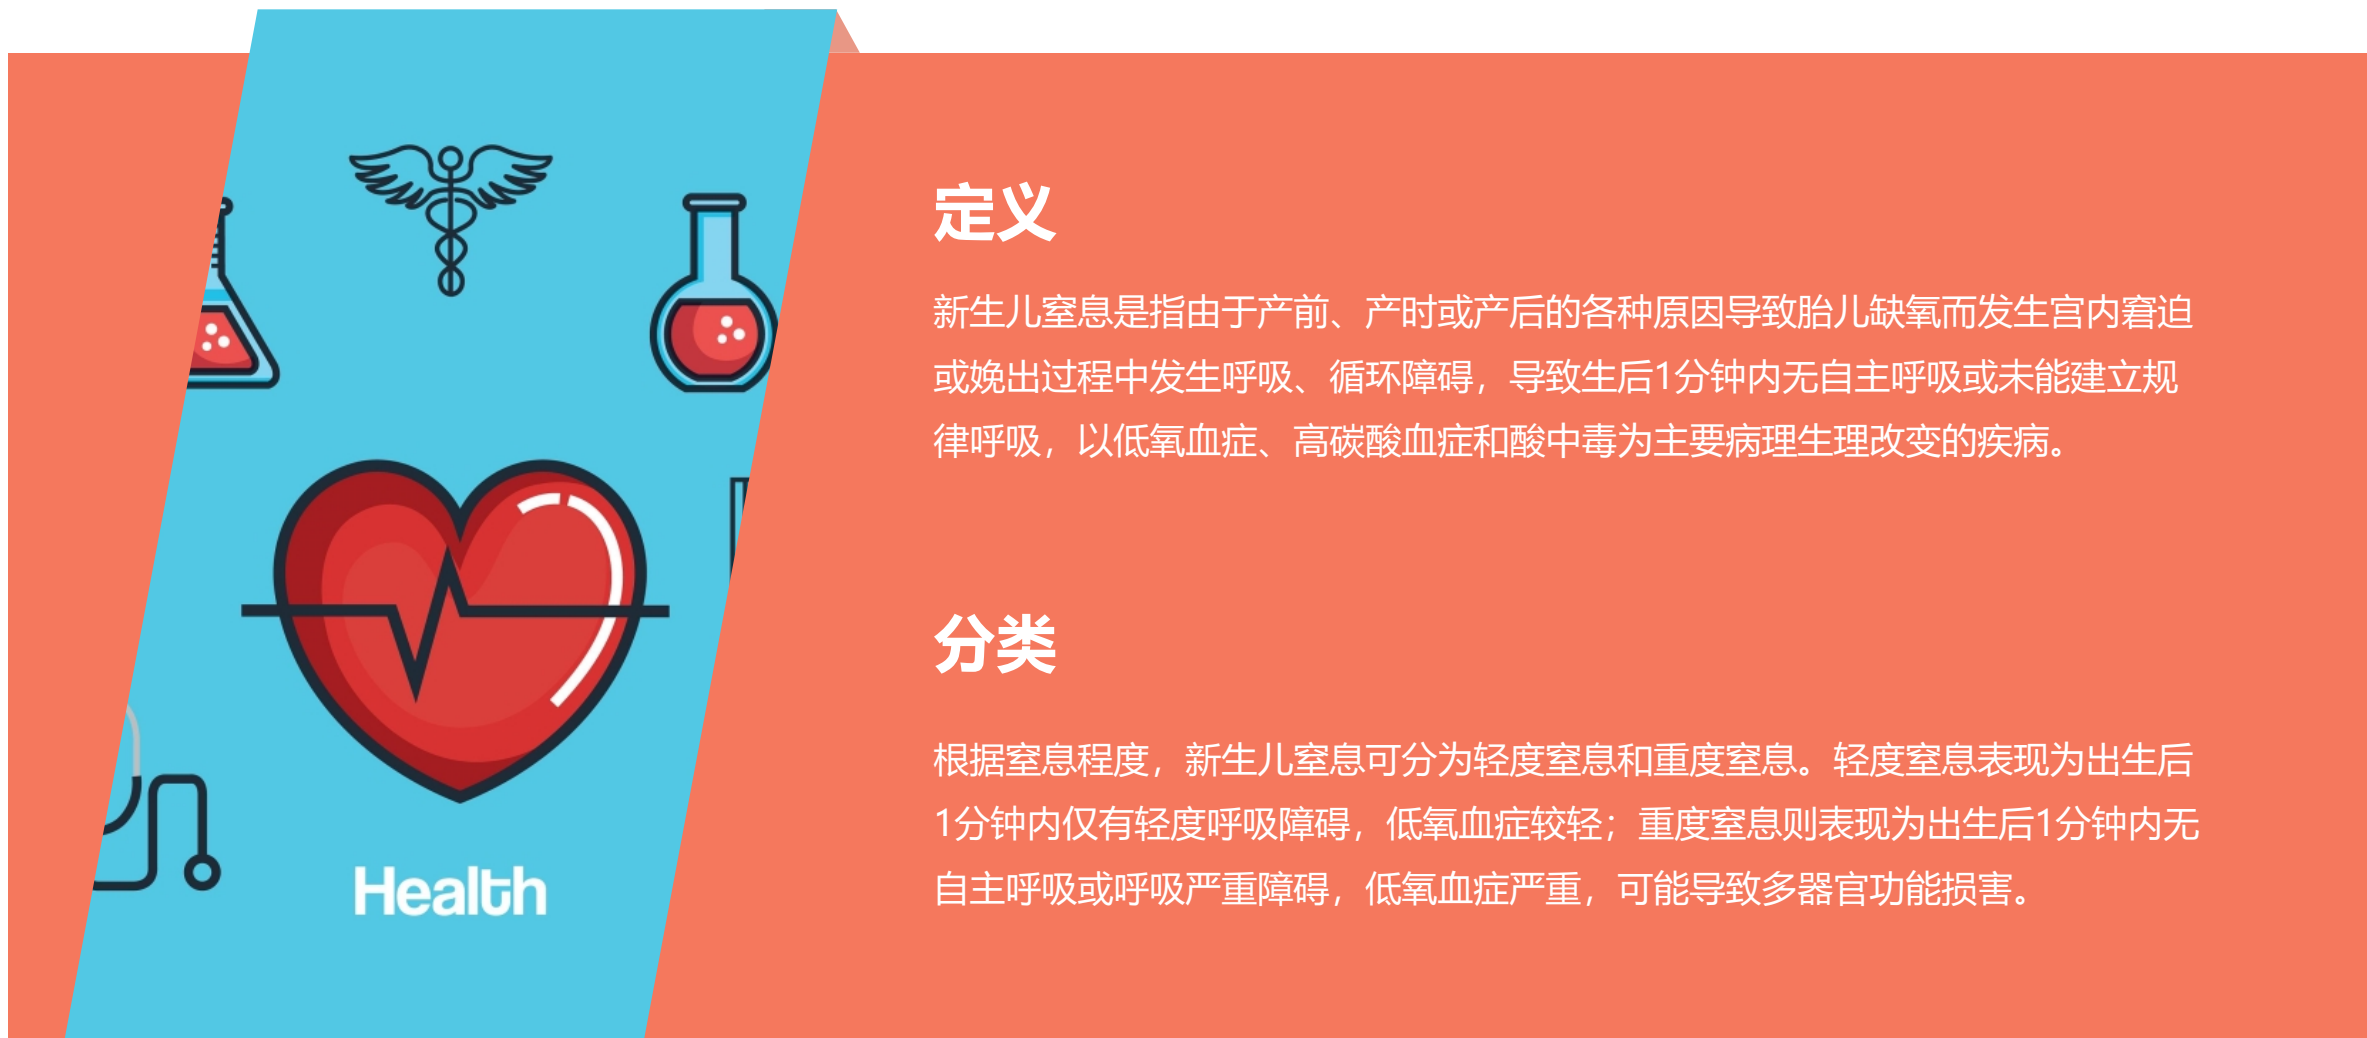 定义
新生儿窒息是指由于产前、产时或产后的各种原因导致胎儿缺氧而发生宫内窘迫
或娩出过程中发生呼吸、循环障碍，导致生后1分钟内无自主呼吸或未能建立规
律呼吸，以低氧血症、高碳酸血症和酸中毒为主要病理生理改变的疾病。
分类
根据窒息程度，新生儿窒息可分为轻度窒息和重度窒息。轻度窒息表现为出生后
1分钟内仅有轻度呼吸障碍，低氧血症较轻；重度窒息则表现为出生后1分钟内无
自主呼吸或呼吸严重障碍，低氧血症严重，可能导致多器官功能损害。
Health